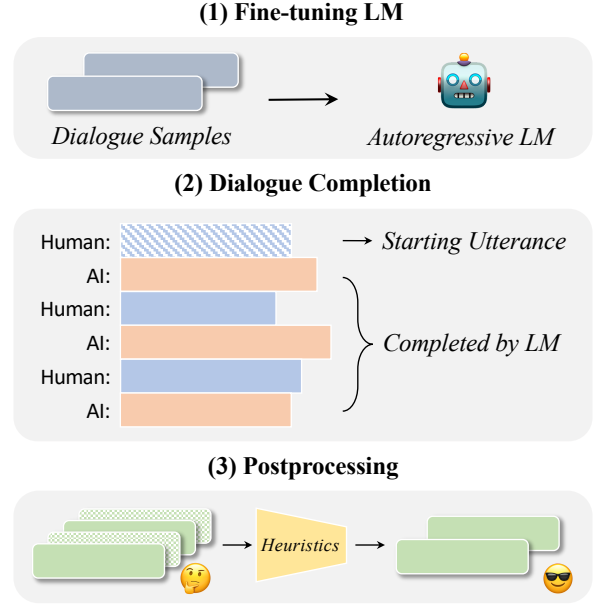 (1) Fine-tuning LM
Dialogue Samples
Autoregressive LM
(2) Dialogue Completion
Human:
Starting Utterance
AI:
Human:
AI:
Completed by LM
Human:
AI:
(3) Postprocessing
Heuristics